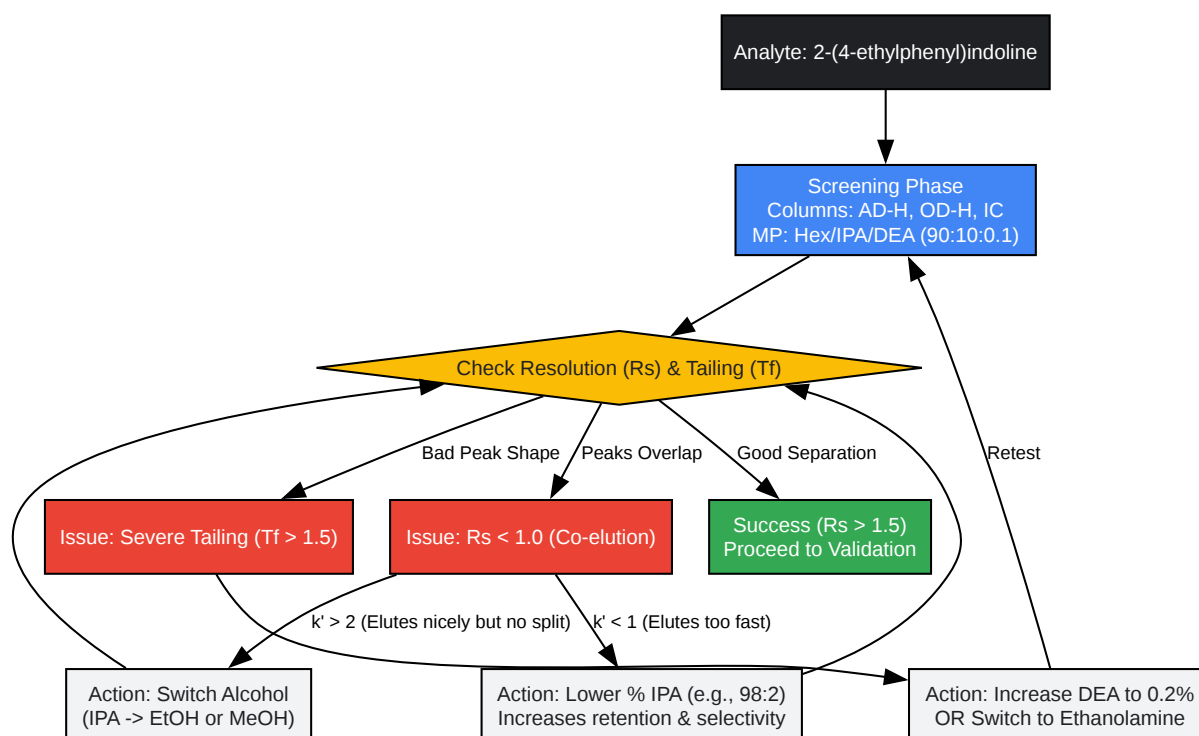 Analyte: 2-(4-ethylphenyl)indoline
Screening Phase
Columns: AD-H, OD-H, IC
MP: Hex/IPA/DEA (90:10:0.1)
Check Resolution (Rs) & Tailing (Tf)
Bad Peak Shape
Peaks Overlap
Good Separation
Retest
Issue: Severe Tailing (Tf > 1.5)
Issue: Rs < 1.0 (Co-elution)
Success (Rs > 1.5)
Proceed to Validation
k' > 2 (Elutes nicely but no split)
k' < 1 (Elutes too fast)
Action: Switch Alcohol
(IPA -> EtOH or MeOH)
Action: Lower % IPA (e.g., 98:2)
Increases retention & selectivity
Action: Increase DEA to 0.2%
OR Switch to Ethanolamine